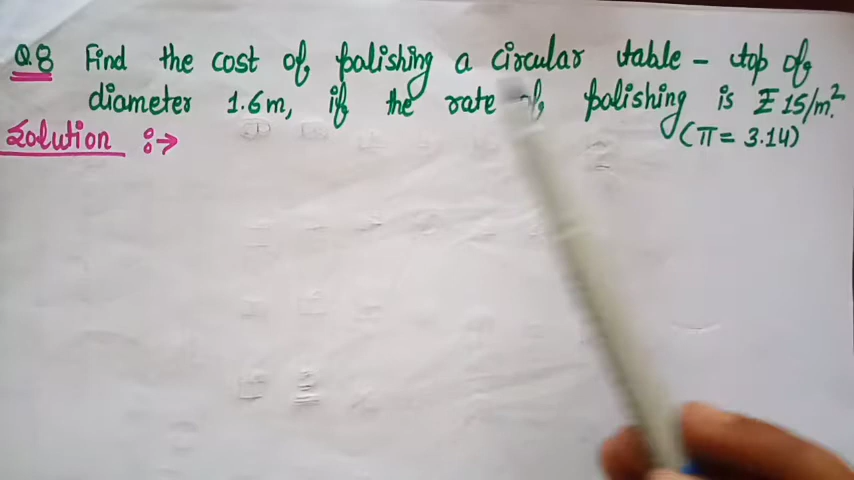 Q8 Find the cost of polishing a circular table - top of
diameter 1.6m, if the rate of polishing is ₹ 15/m².
(π = 3.14)
Solution :→